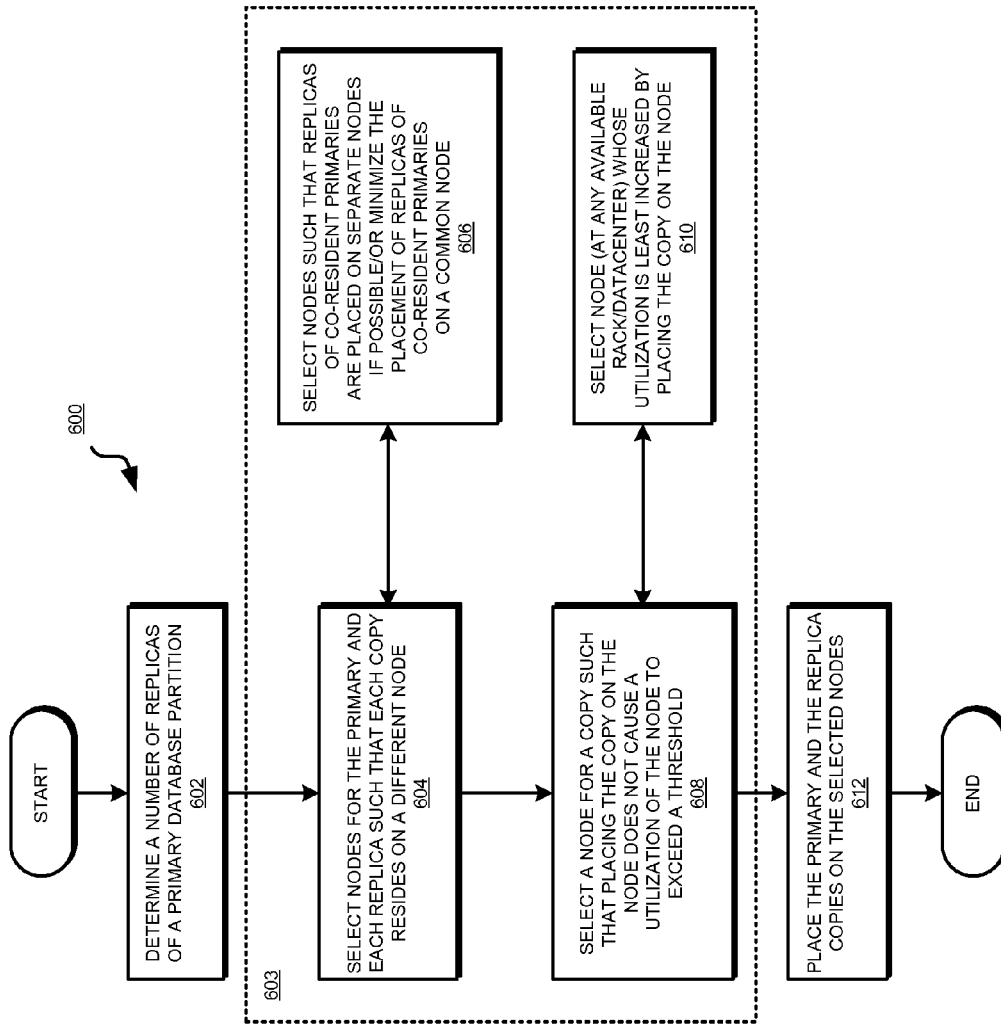 600
START
DETERMINE A NUMBER OF REPLICAS
OF A PRIMARY DATABASE PARTITION
602
603
SELECT NODES FOR THE PRIMARY AND
EACH REPLICA SUCH THAT EACH COPY
RESIDES ON A DIFFERENT NODE
604
SELECT NODES SUCH THAT REPLICAS
OF CO-RESIDENT PRIMARIES
ARE PLACED ON SEPARATE NODES
IF POSSIBLE/OR MINIMIZE THE
PLACEMENT OF REPLICAS OF
CO-RESIDENT PRIMARIES
ON A COMMON NODE
606
SELECT A NODE FOR A COPY SUCH
THAT PLACING THE COPY ON THE
NODE DOES NOT CAUSE A
UTILIZATION OF THE NODE TO
EXCEED A THRESHOLD
608
SELECT NODE (AT ANY AVAILABLE
RACK/DATACENTER) WHOSE
UTILIZATION IS LEAST INCREASED BY
PLACING THE COPY ON THE NODE
610
PLACE THE PRIMARY AND THE REPLICA
COPIES ON THE SELECTED NODES
612
END